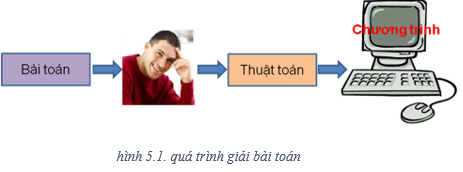 Chương trình
Bài toán
Thuật toán
hình 5.1. quá trình giải bài toán